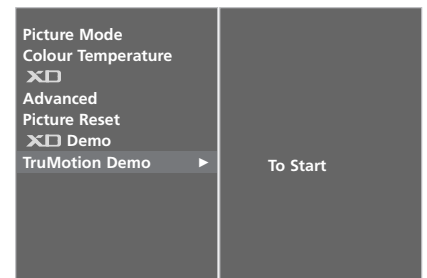 Picture Mode
Colour Temperature
XD
Advanced
Picture Reset
XD Demo
TruMotion Demo ►
To Start